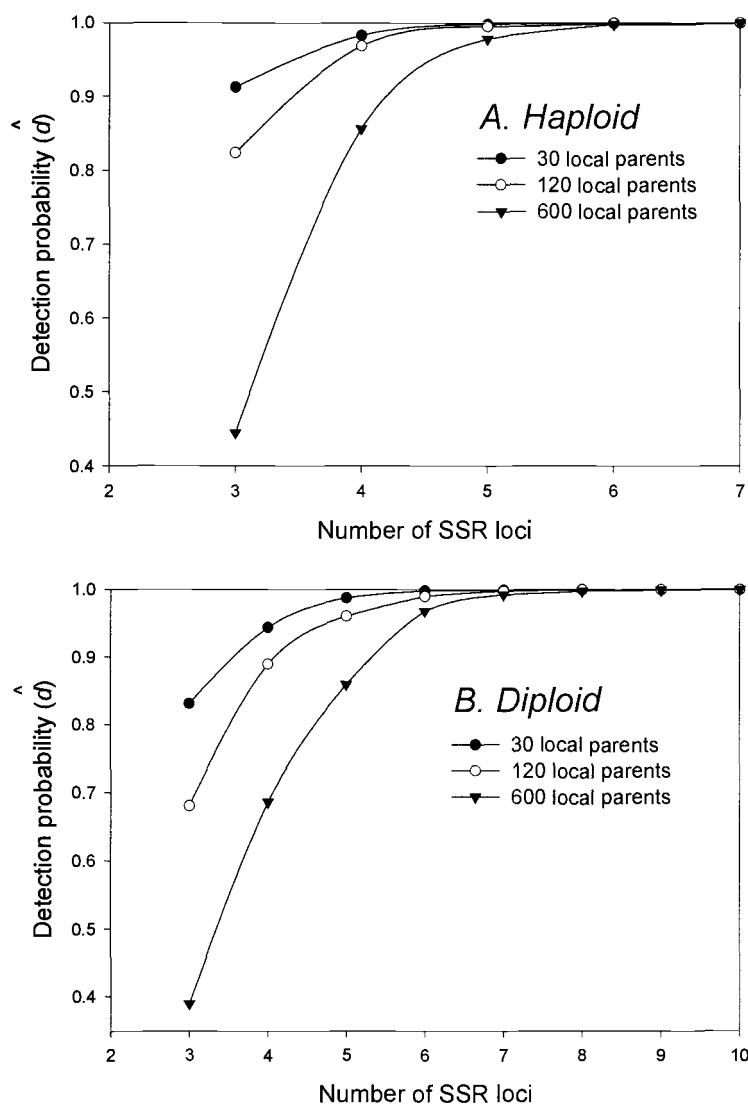 1.0
0.9
0.8
0.7
0.6
0.5
0.4
2 3 4 5 6 7
Detection probability (d̂)
Number of SSR loci
A. Haploid
30 local parents
120 local parents
600 local parents
1.0
0.9
0.8
0.7
0.6
0.5
0.4
2 3 4 5 6 7 8 9 10
Detection probability (d̂)
Number of SSR loci
B. Diploid
30 local parents
120 local parents
600 local parents